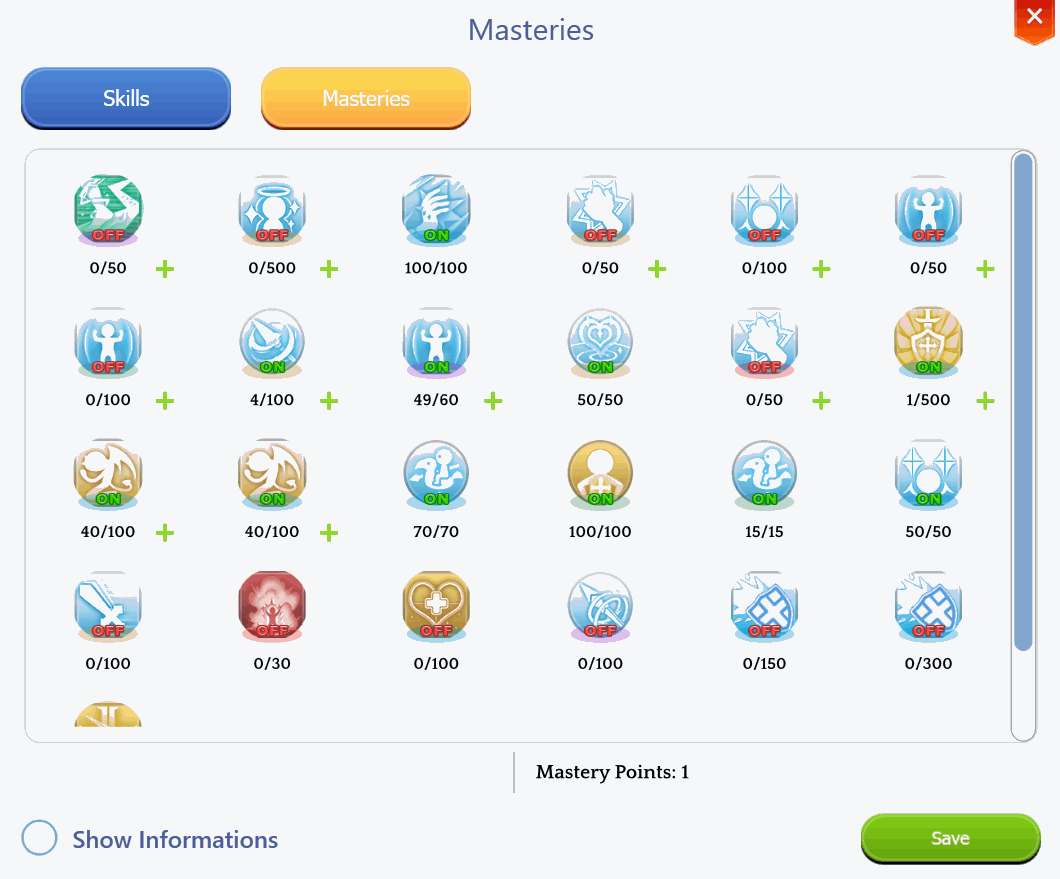 Masteries
Skills
Masteries
OFF OFF ON OFF OFF OFF
0/50 0/500 100/100 0/50 0/100 0/50
OFF ON ON ON OFF ON
0/100 4/100 49/60 50/50 0/50 1/500
ON ON ON ON ON ON
40/100 40/100 70/70 100/100 15/15 50/50
OFF OFF OFF OFF OFF OFF
0/100 0/30 0/100 0/100 0/150 0/300
Mastery Points: 1
Show Informations
Save